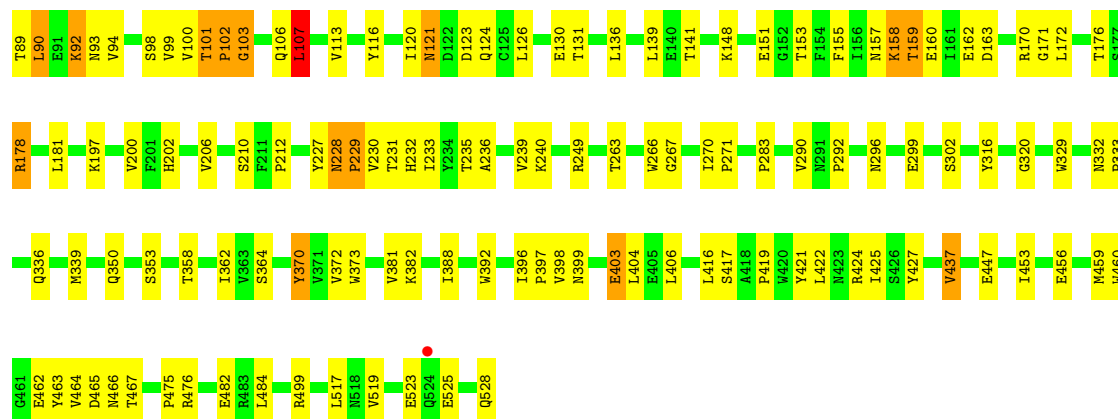 T89 L90 E91 K92 N93 V94 S98 V99 V100 T101 P102 G103 Q106 L107 V113 Y116 I120 N121 D122 D123 Q124 C125 L126 E130 T131 L136 L139 E140 T141 K148 E151 G152 T153 F154 F155 I156 N157 K158 T159 E160 I161 E162 D163 R170 G171 L172 T176 S177
R178 L181 K197 V200 F201 H202 V206 S210 F211 P212 Y227 N228 P229 V230 T231 H232 I233 Y234 T235 A236 V239 K240 R249 T263 W266 G267 I270 P271 P283 V290 N291 P292 N296 E299 S302 Y316 G320 W329 N332 P333
Q336 M339 Q350 S353 T358 I362 V363 S364 Y370 V371 V372 W373 V381 K382 I388 W392 I396 P397 V398 N399 E403 L404 E405 L406 L416 S417 A418 P419 W420 Y421 L422 N423 R424 I425 S426 Y427 V437 E447 I453 E456 M459 W460
G461 E462 Y463 V464 D465 N466 T467 P475 R476 E482 R483 L484 R499 L517 N518 V519 E523 Q524 E525 Q528